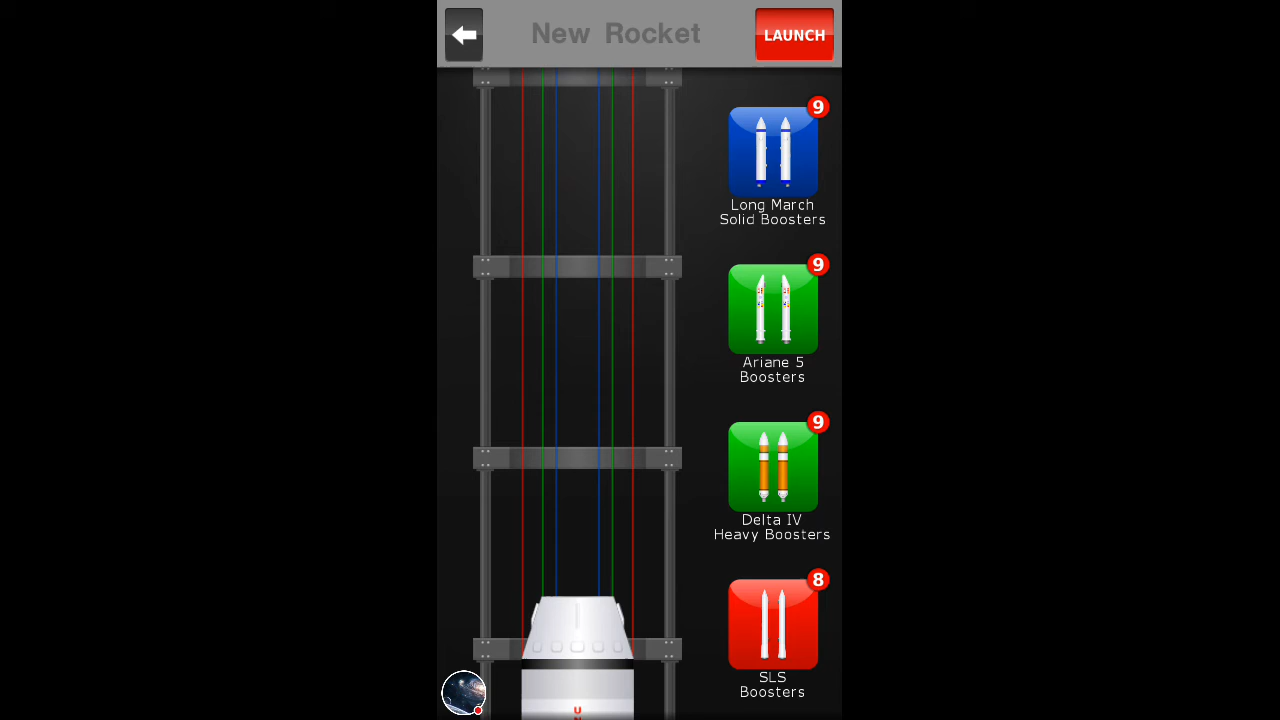 New Rocket
LAUNCH
9
Long March
Solid Boosters
9
Ariane 5
Boosters
9
Delta IV
Heavy Boosters
8
SLS
Boosters
U